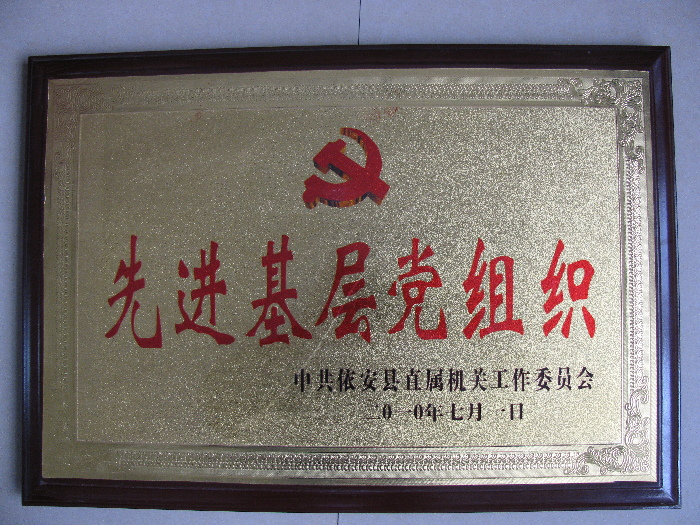 先进基层党组织
中共依安县直属机关工作委员会
二0一0年七月一日